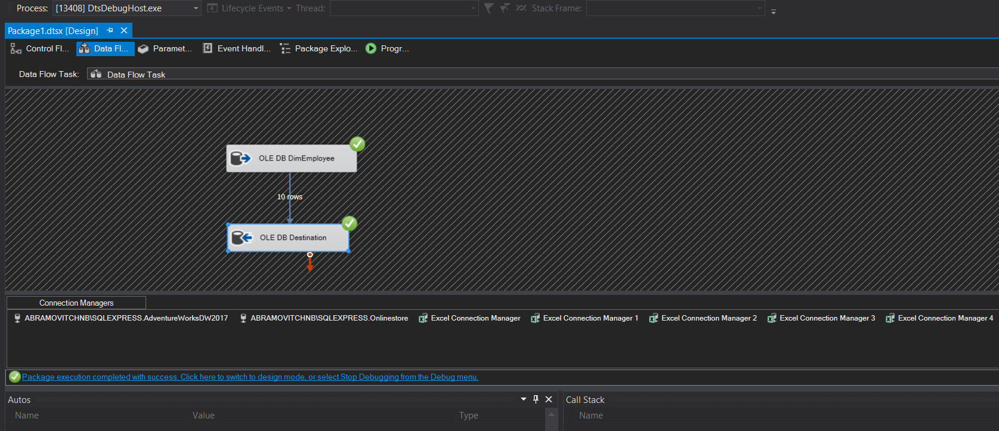 Process: [13408] DtsDebugHost.exe Lifecycle Events Thread: Stack Frame:
Package1.dtsx [Design]
Control Fl... Data Fl... Paramet... Event Handl... Package Explo... Progr...
Data Flow Task: Data Flow Task
OLE DB DimEmployee
10 rows
OLE DB Destination
Connection Managers
ABRAMOVITCHNB\SQLEXPRESS.AdventureWorksDW2017 ABRAMOVITCHNB\SQLEXPRESS.Onlinestore Excel Connection Manager Excel Connection Manager 1 Excel Connection Manager 2 Excel Connection Manager 3 Excel Connection Manager 4
Package execution completed with success. Click here to switch to design mode, or select Stop Debugging from the Debug menu.
Autos Call Stack
Name Value Type Name